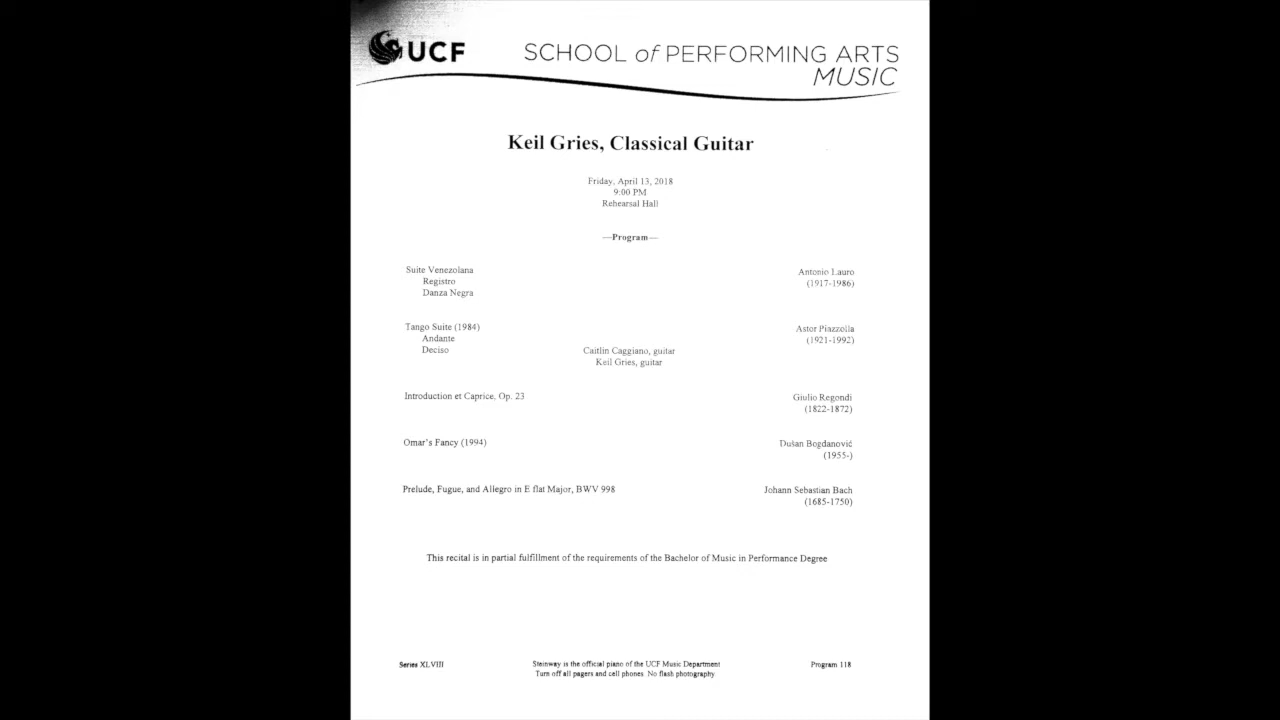 UCF
SCHOOL of PERFORMING ARTS
MUSIC
Keil Gries, Classical Guitar
Friday, April 13, 2018
9:00 PM
Rehearsal Hall
—Program—
Suite Venezolana Antonio Lauro
Registro (1917-1986)
Danza Negra
Tango Suite (1984) Astor Piazzolla
Andante (1921-1992)
Deciso Caitlin Caggiano, guitar
Keil Gries, guitar
Introduction et Caprice, Op. 23 Giulio Regondi
(1822-1872)
Omar's Fancy (1994) Dušan Bogdanović
(1955-)
Prelude, Fugue, and Allegro in E flat Major, BWV 998 Johann Sebastian Bach
(1685-1750)
This recital is in partial fulfillment of the requirements of the Bachelor of Music in Performance Degree
Series XLVIII Steinway is the official piano of the UCF Music Department Program 118
Turn off all pagers and cell phones. No flash photography.